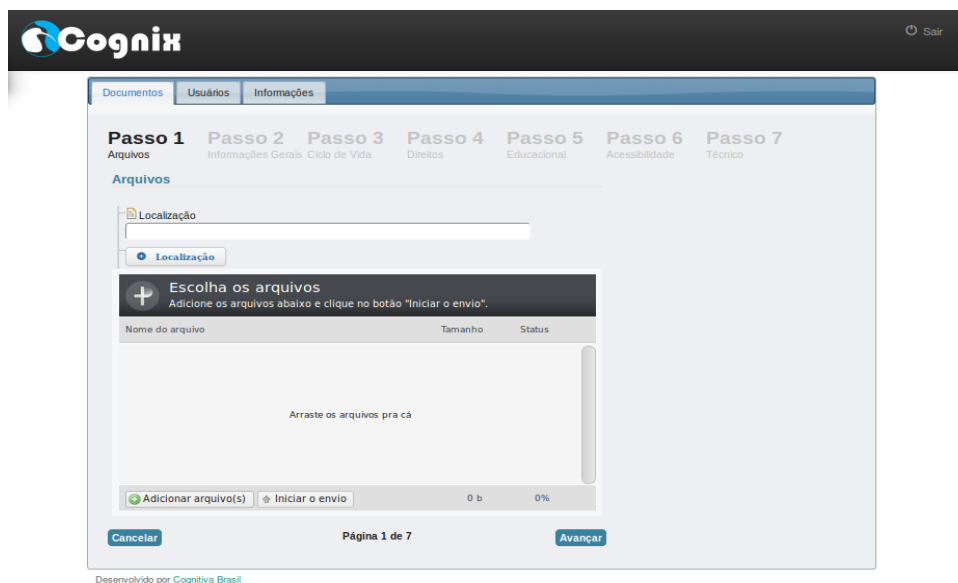 Cognix
Sair
Documentos Usuários Informações
Passo 1 Passo 2 Passo 3 Passo 4 Passo 5 Passo 6 Passo 7
Arquivos Informações Gerais Ciclo de Vida Direitos Educacional Acessibilidade Técnico
Arquivos
Localização
Localização
Escolha os arquivos
Adicione os arquivos abaixo e clique no botão "Iniciar o envio".
Nome do arquivo Tamanho Status
Arraste os arquivos pra cá
Adicionar arquivo(s) Iniciar o envio 0 b 0%
Cancelar Página 1 de 7 Avançar
Desenvolvido por Cognitiva Brasil